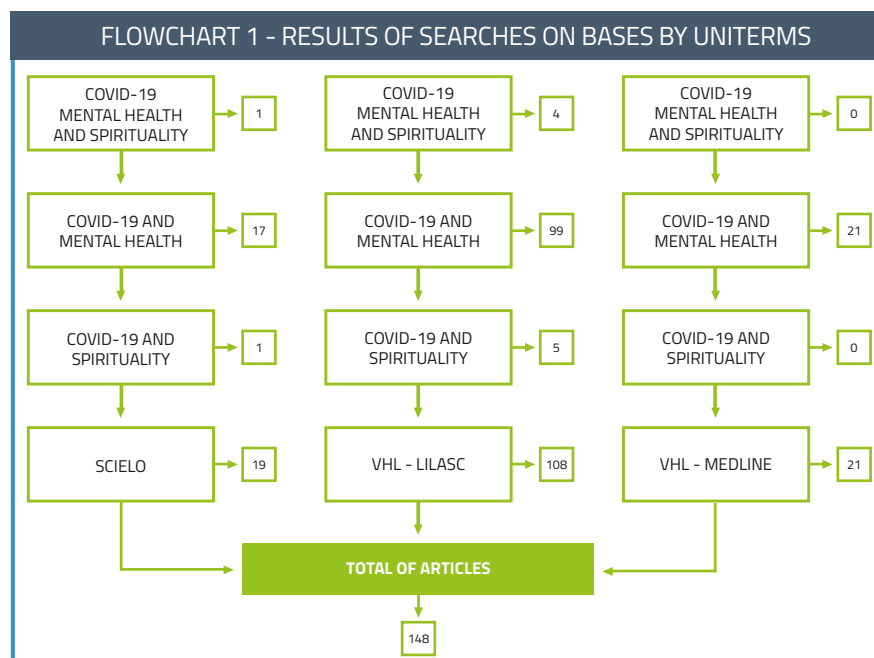 FLOWCHART 1 - RESULTS OF SEARCHES ON BASES BY UNITERMS
COVID-19
MENTAL HEALTH
AND SPIRITUALITY
1
COVID-19
MENTAL HEALTH
AND SPIRITUALITY
4
COVID-19
MENTAL HEALTH
AND SPIRITUALITY
0
COVID-19 AND
MENTAL HEALTH
17
COVID-19 AND
MENTAL HEALTH
99
COVID-19 AND
MENTAL HEALTH
21
COVID-19 AND
SPIRITUALITY
1
COVID-19 AND
SPIRITUALITY
5
COVID-19 AND
SPIRITUALITY
0
SCIELO
19
VHL - LILASC
108
VHL - MEDLINE
21
TOTAL OF ARTICLES
148